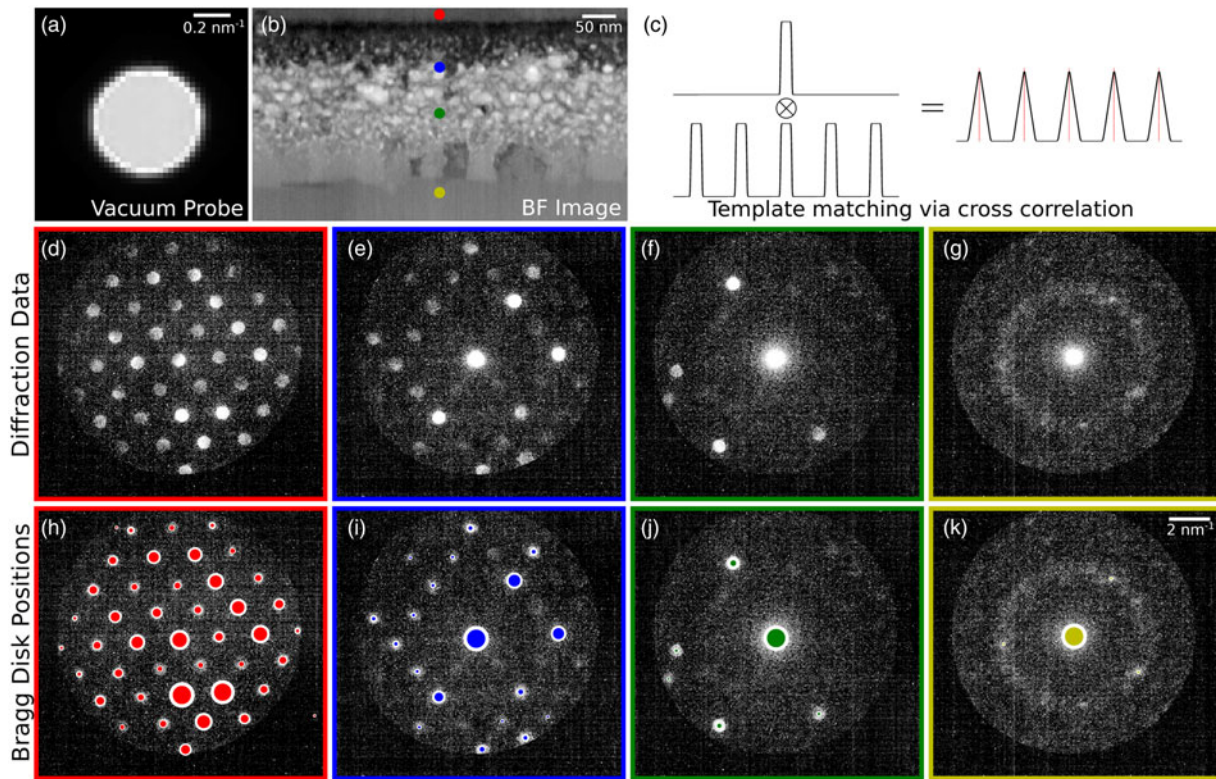 (a)
0.2 nm⁻¹
Vacuum Probe
(b)
50 nm
BF Image
(c)
=
Template matching via cross correlation
Diffraction Data
(d)
(e)
(f)
(g)
Bragg Disk Positions
(h)
(i)
(j)
(k)
2 nm⁻¹